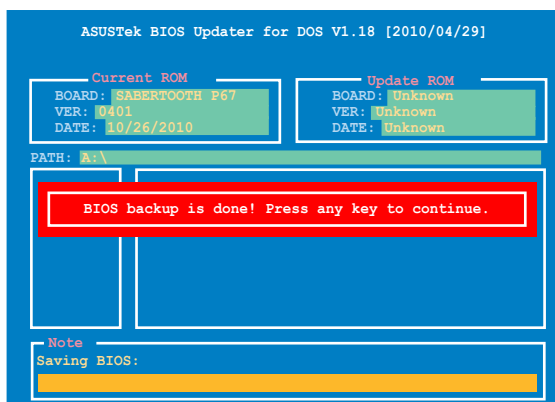 ASUSTek BIOS Updater for DOS V1.18 [2010/04/29]
Current ROM
BOARD: SABERTOOTH P67
VER: 0401
DATE: 10/26/2010
Update ROM
BOARD: Unknown
VER: Unknown
DATE: Unknown
PATH: A:\
BIOS backup is done! Press any key to continue.
Note
Saving BIOS: